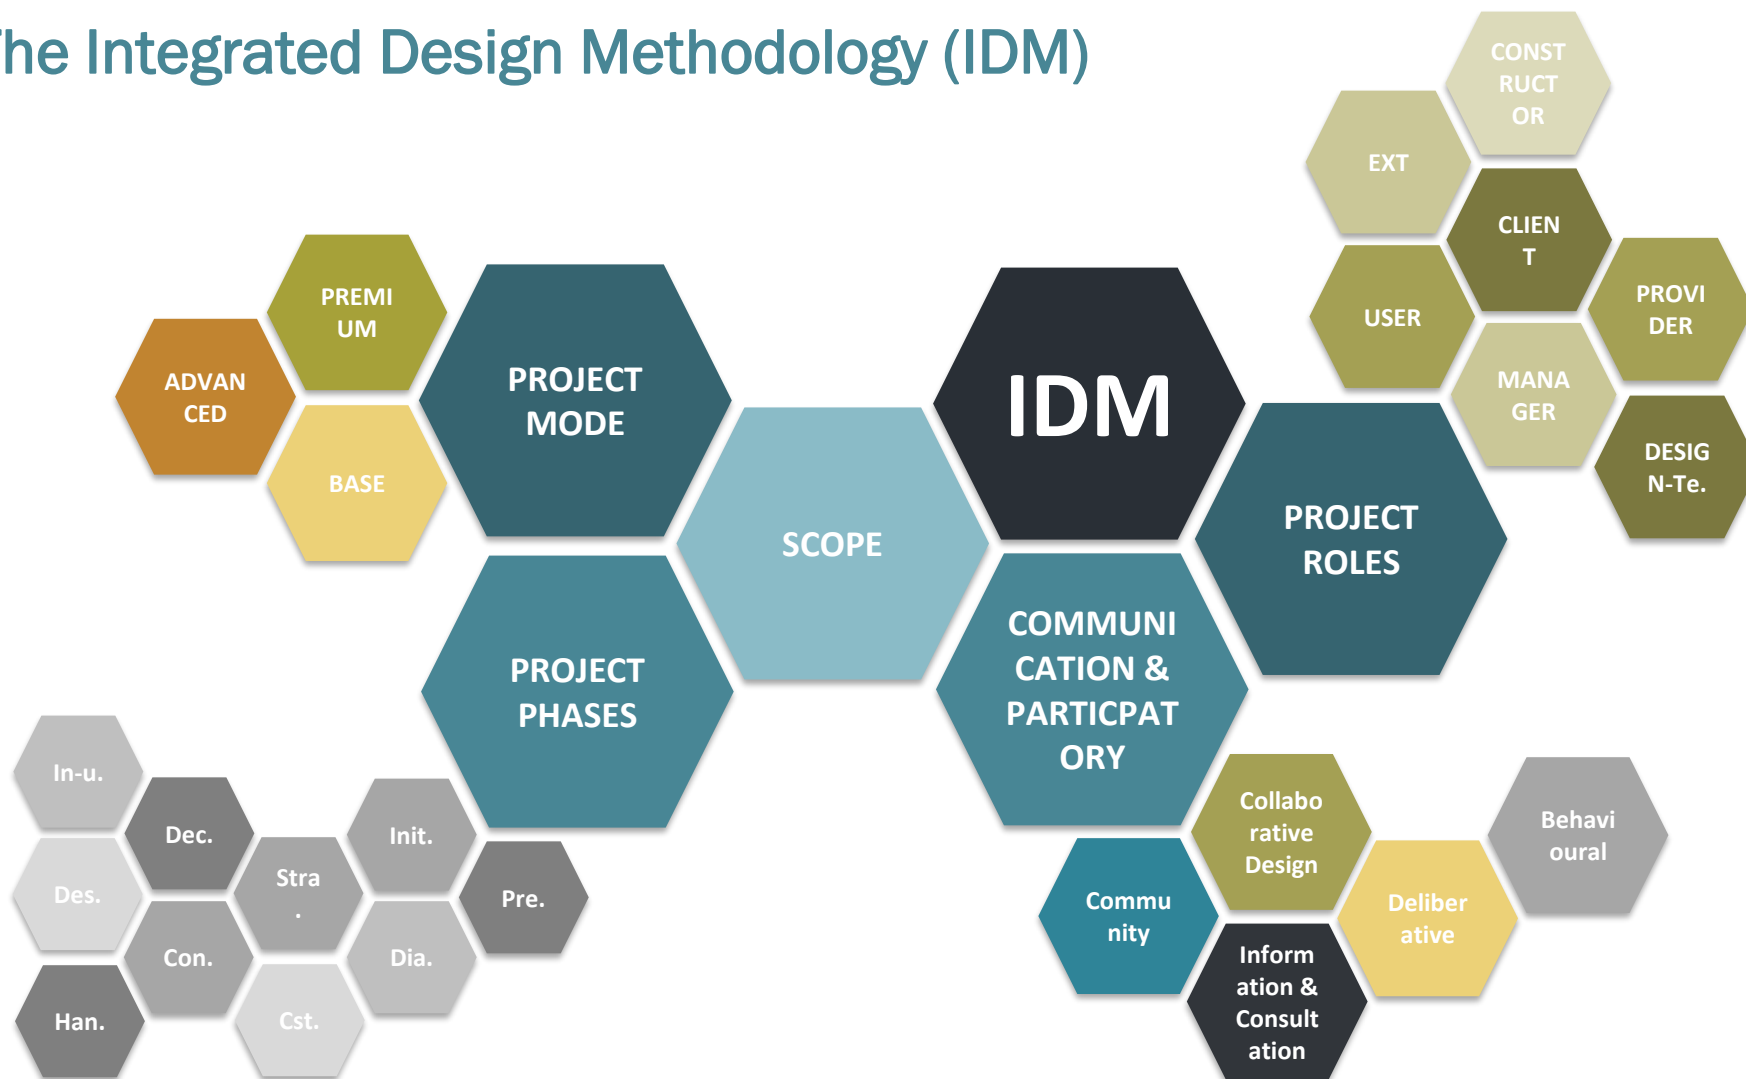 he Integrated Design Methodology (IDM)
CONST
RUCT
OR
EXT
CLIEN
T
USER
PROVI
DER
MANA
GER
DESIG
N-Te.
PREMI
UM
ADVAN
CED
BASE
PROJECT
MODE
IDM
SCOPE
PROJECT
ROLES
PROJECT
PHASES
COMMUNI
CATION &
PARTICPAT
ORY
In-u.
Dec.
Init.
Des.
Stra
.
Pre.
Con.
Dia.
Han.
Cst.
Collabo
rative
Design
Behavi
oural
Commu
nity
Deliber
ative
Inform
ation &
Consult
ation